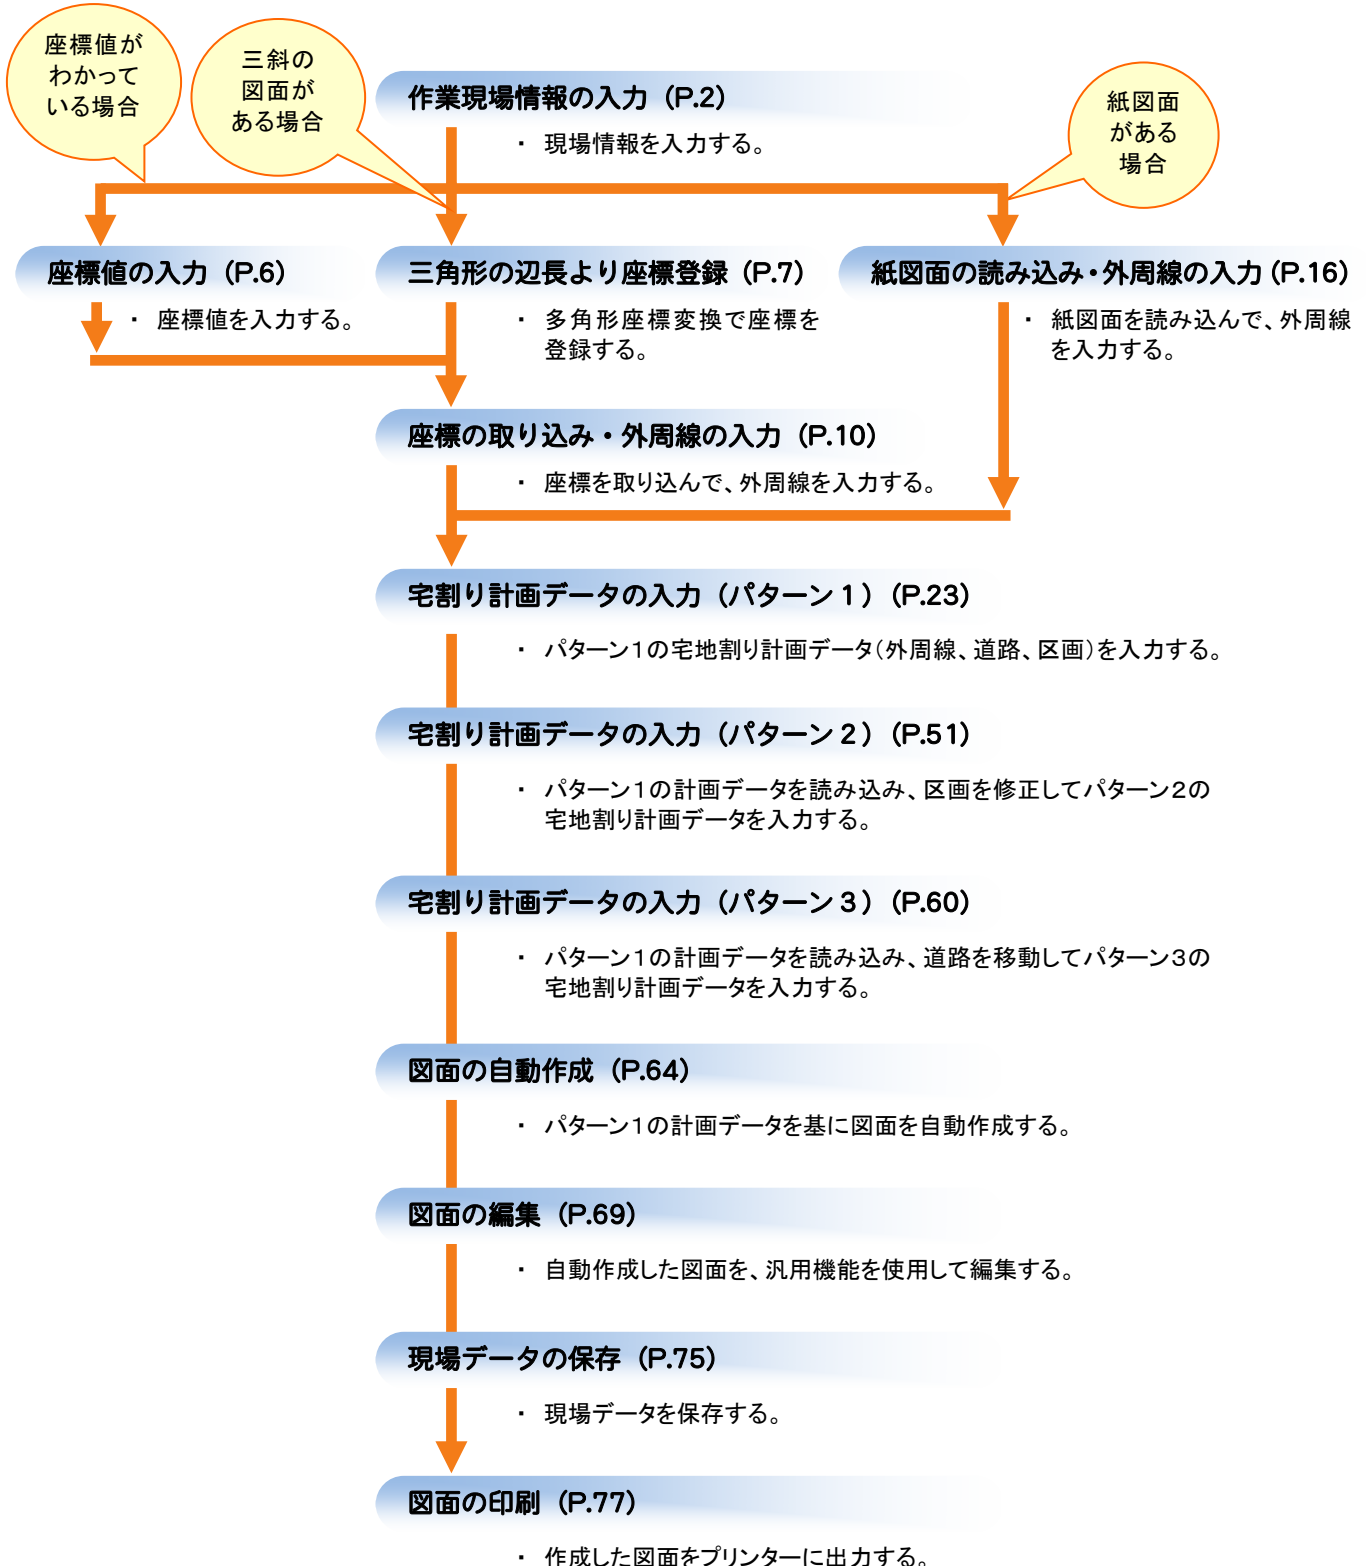 座標値が
わかって
いる場合
三斜の
図面が
ある場合
紙図面
がある
場合
作業現場情報の入力（P.2）
・ 現場情報を入力する。
座標値の入力（P.6）
・ 座標値を入力する。
三角形の辺長より座標登録（P.7）
・ 多角形座標変換で座標を
登録する。
紙図面の読み込み・外周線の入力（P.16）
・ 紙図面を読み込んで、外周線
を入力する。
座標の取り込み・外周線の入力（P.10）
・ 座標を取り込んで、外周線を入力する。
宅割り計画データの入力（パターン１）（P.23）
・ パターン１の宅地割り計画データ（外周線、道路、区画）を入力する。
宅割り計画データの入力（パターン２）（P.51）
・ パターン１の計画データを読み込み、区画を修正してパターン２の
宅地割り計画データを入力する。
宅割り計画データの入力（パターン３）（P.60）
・ パターン１の計画データを読み込み、道路を移動してパターン３の
宅地割り計画データを入力する。
図面の自動作成（P.64）
・ パターン１の計画データを基に図面を自動作成する。
図面の編集（P.69）
・ 自動作成した図面を、汎用機能を使用して編集する。
現場データの保存（P.75）
・ 現場データを保存する。
図面の印刷（P.77）
・ 作成した図面をプリンターに出力する。